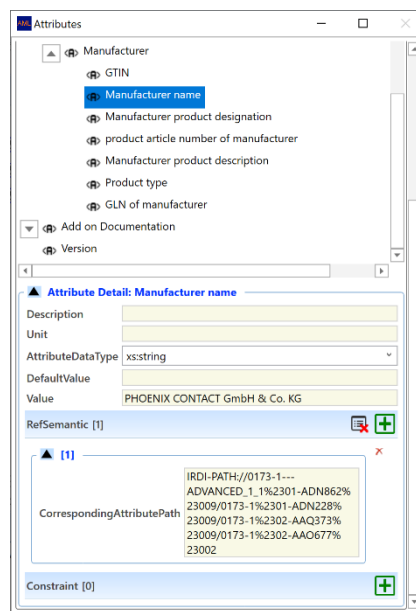 AML Attributes
Manufacturer
GTIN
Manufacturer name
Manufacturer product designation
product article number of manufacturer
Manufacturer product description
Product type
GLN of manufacturer
Add on Documentation
Version
Attribute Detail: Manufacturer name
Description
Unit
AttributeDataType xs:string
DefaultValue
Value PHOENIX CONTACT GmbH & Co. KG
RefSemantic [1]
[1]
CorrespondingAttributePath
IRDI-PATH://0173-1---
ADVANCED_1_1%2301-ADN862%
23009/0173-1%2301-ADN228%
23009/0173-1%2302-AAQ373%
23006/0173-1%2302-AAO677%
23002
Constraint [0]